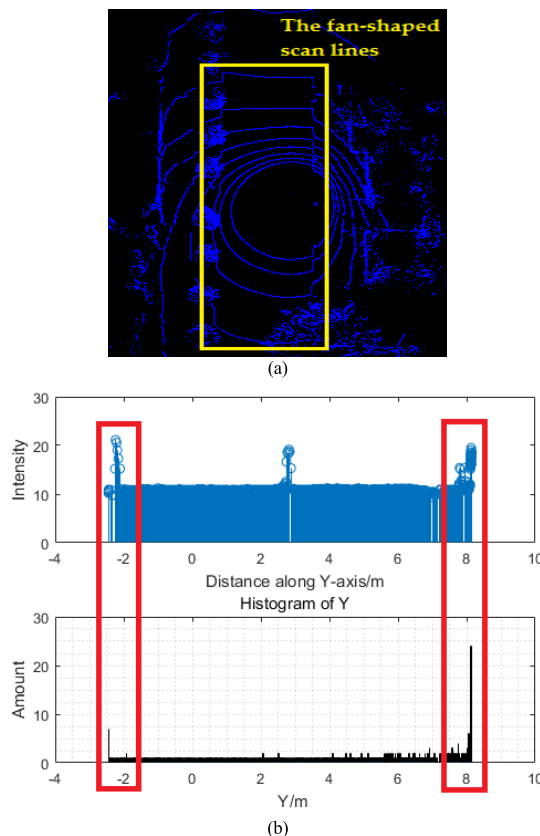 The fan-shaped
scan lines
(a)
30
20
10
0
Intensity
-4 -2 0 2 4 6 8 10
Distance along Y-axis/m
Histogram of Y
30
20
10
0
Amount
-4 -2 0 2 4 6 8 10
Y/m
(b)